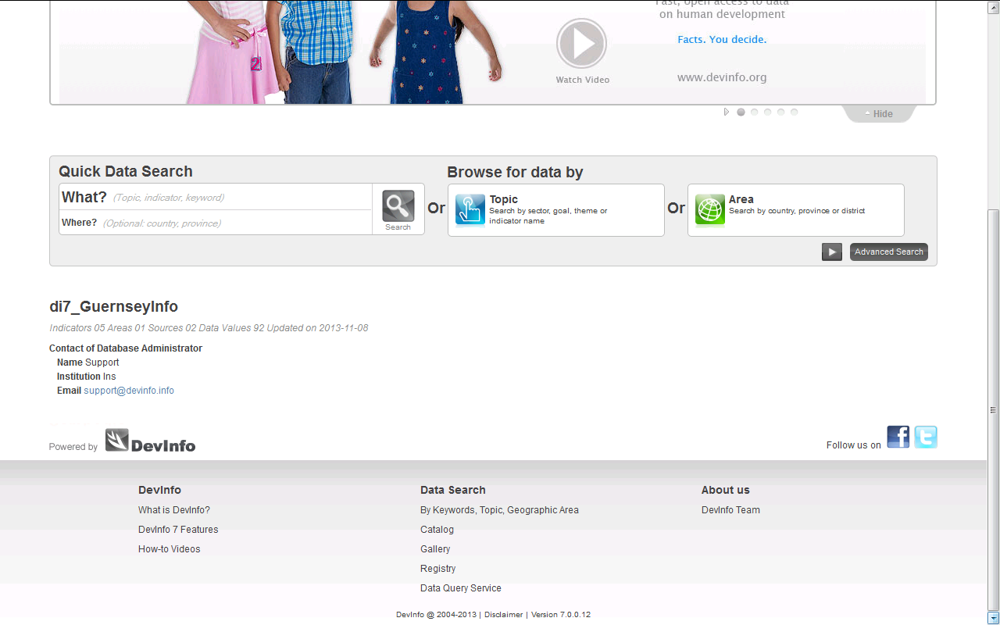 Fast, open access to data
on human development
Facts. You decide.
Watch Video
www.devinfo.org
Hide
Quick Data Search
Browse for data by
What? (Topic, indicator, keyword)
Where? (Optional: country, province)
Search
Or
Topic
Search by sector, goal, theme or
indicator name
Or
Area
Search by country, province or district
Advanced Search
di7_GuernseyInfo
Indicators 05 Areas 01 Sources 02 Data Values 92 Updated on 2013-11-08
Contact of Database Administrator
Name Support
Institution Ins
Email support@devinfo.info
Powered by DevInfo
Follow us on
DevInfo
What is DevInfo?
DevInfo 7 Features
How-to Videos
Data Search
By Keywords, Topic, Geographic Area
Catalog
Gallery
Registry
Data Query Service
About us
DevInfo Team
DevInfo @ 2004-2013 | Disclaimer | Version 7.0.0.12